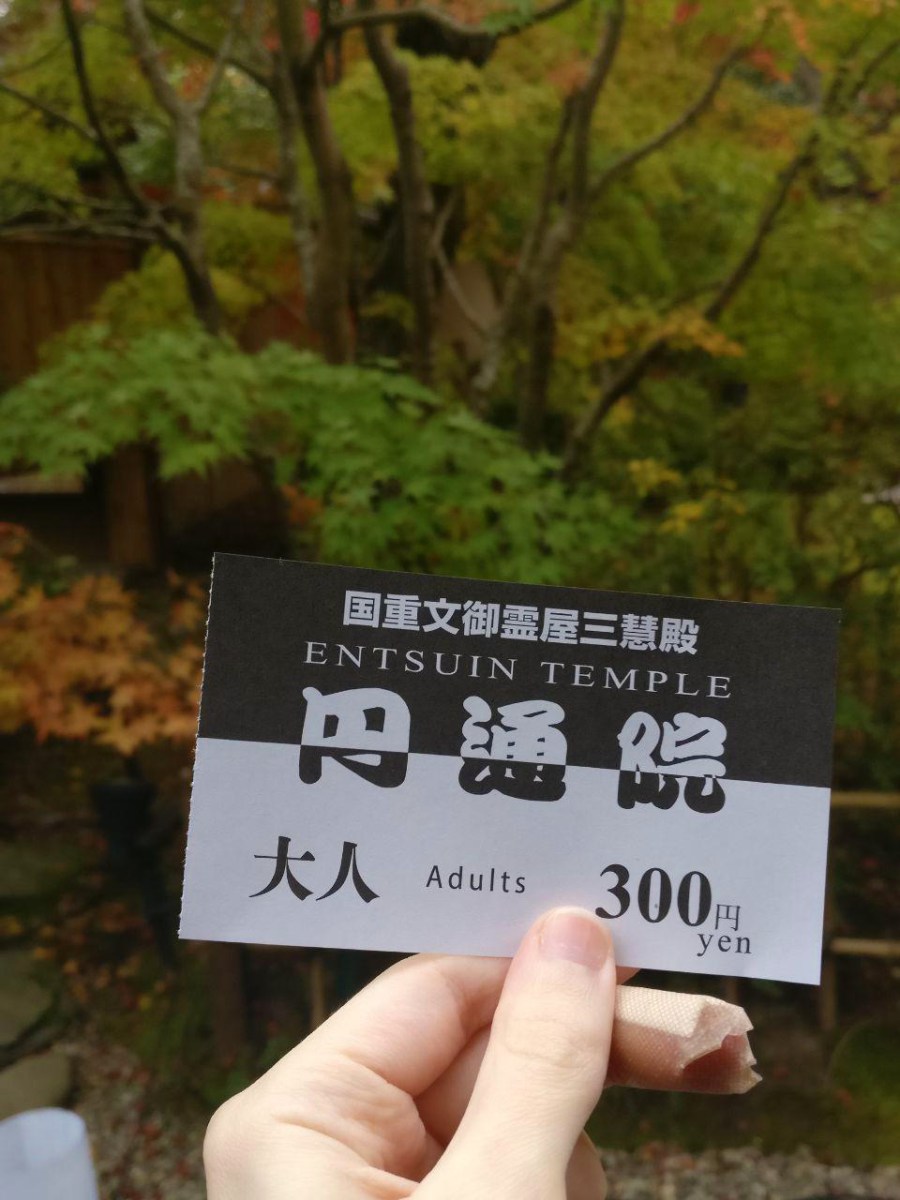 国重文御霊屋三慧殿
ENTSUIN TEMPLE
円通院
大人 Adults 300円
yen